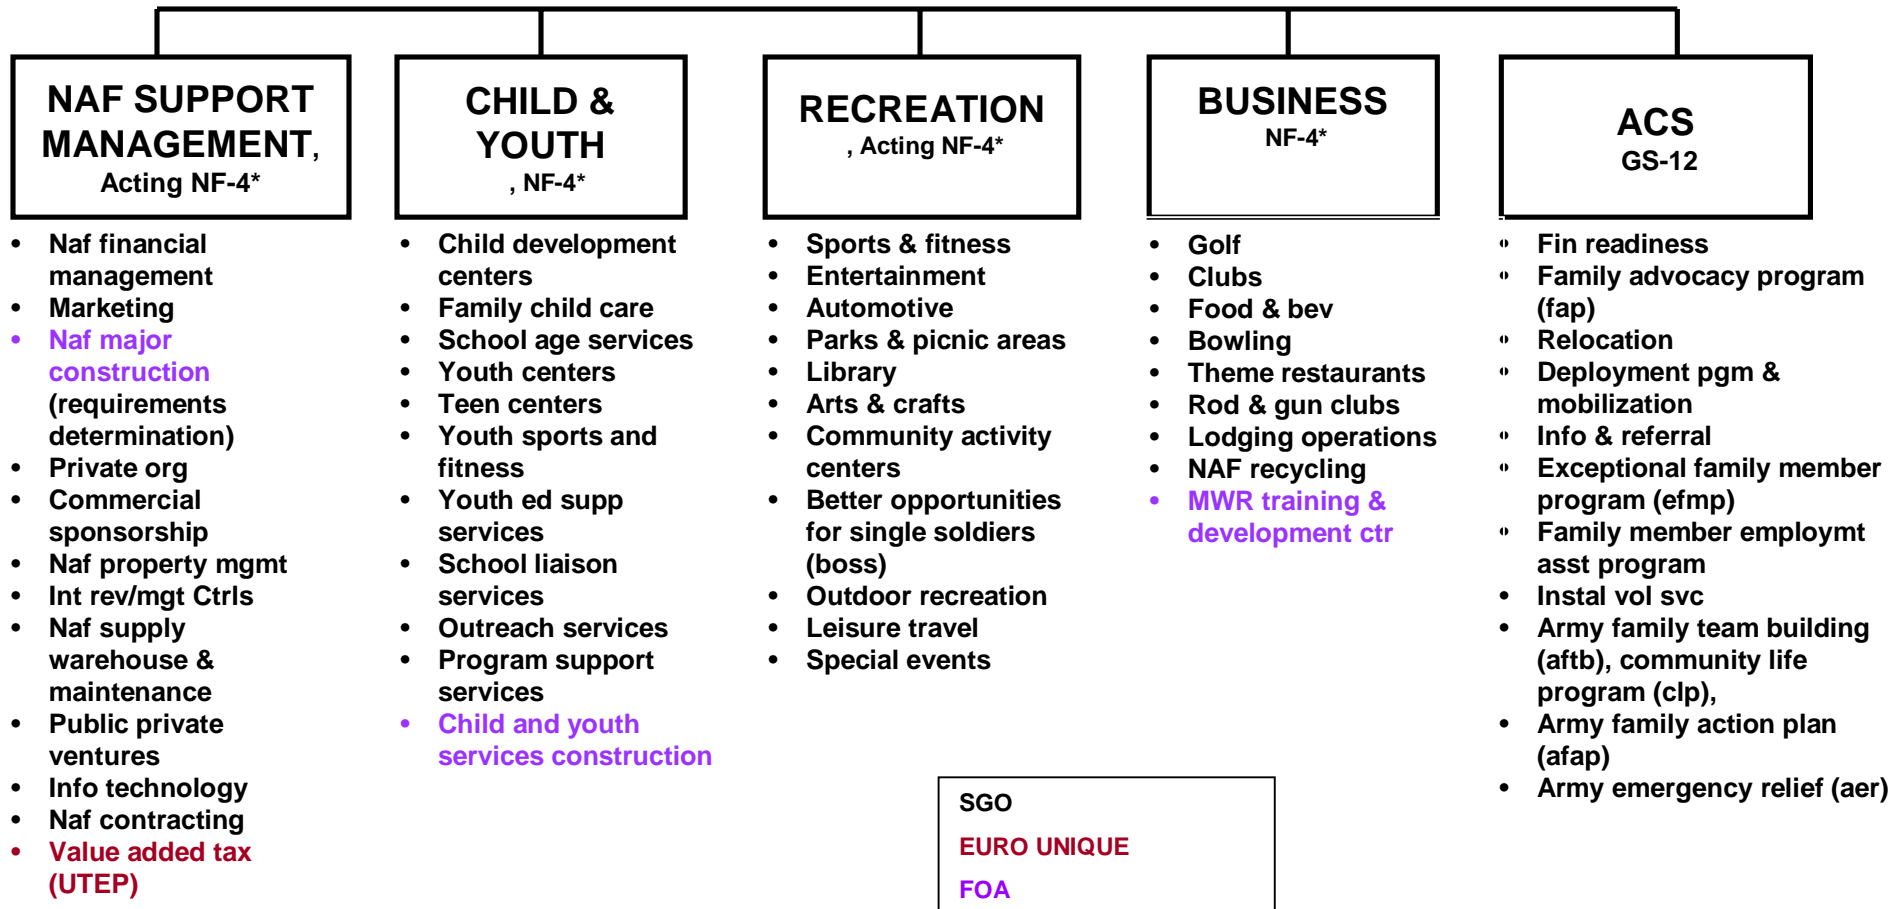 NAF SUPPORT
MANAGEMENT,
Acting NF-4*
• Naf financial
management
• Marketing
• Naf major
construction
(requirements
determination)
• Private org
• Commercial
sponsorship
• Naf property mgmt
• Int rev/mgt Ctrls
• Naf supply
warehouse &
maintenance
• Public private
ventures
• Info technology
• Naf contracting
• Value added tax
(UTEP)
CHILD &
YOUTH
, NF-4*
• Child development
centers
• Family child care
• School age services
• Youth centers
• Teen centers
• Youth sports and
fitness
• Youth ed supp
services
• School liaison
services
• Outreach services
• Program support
services
• Child and youth
services construction
RECREATION
, Acting NF-4*
• Sports & fitness
• Entertainment
• Automotive
• Parks & picnic areas
• Library
• Arts & crafts
• Community activity
centers
• Better opportunities
for single soldiers
(boss)
• Outdoor recreation
• Leisure travel
• Special events
BUSINESS
NF-4*
• Golf
• Clubs
• Food & bev
• Bowling
• Theme restaurants
• Rod & gun clubs
• Lodging operations
• NAF recycling
• MWR training &
development ctr
ACS
GS-12
• Fin readiness
• Family advocacy program
(fap)
• Relocation
• Deployment pgm &
mobilization
• Info & referral
• Exceptional family member
program (efmp)
• Family member employmt
asst program
• Instal vol svc
• Army family team building
(aftb), community life
program (clp),
• Army family action plan
(afap)
• Army emergency relief (aer)
SGO
EURO UNIQUE
FOA